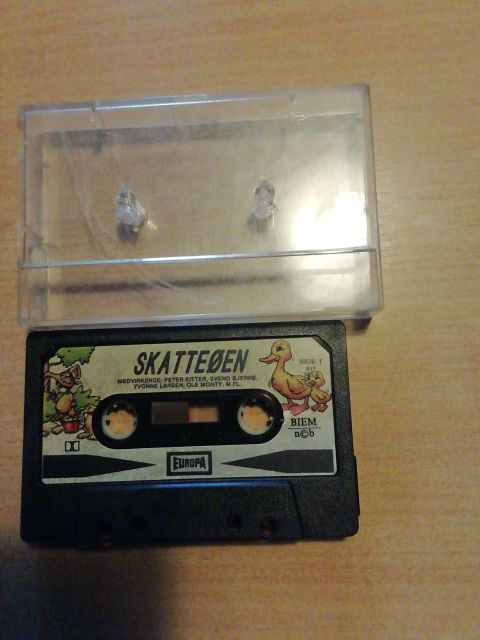 SKATTEØEN
MEDVIRKENDE: PETER KITTER, SVEND BJERRE,
YVONNE LARSEN, OLE MONTY, M.FL.
SIDE 1
BIEM
n©b
EUROPA